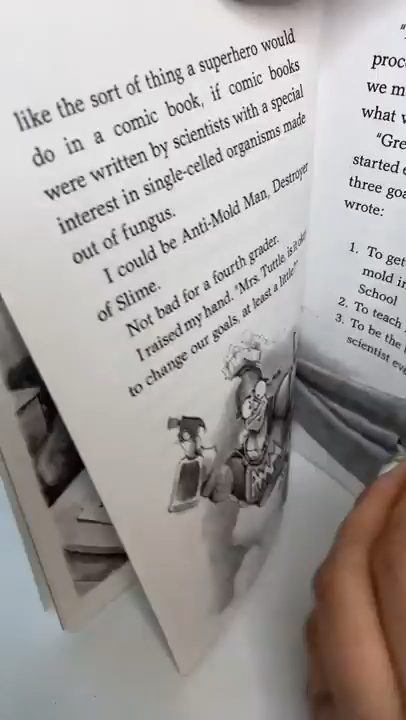 like the sort of thing a superhero would
do in a comic book, if comic books
were written by scientists with a special
interest in single-celled organisms made
out of fungus.
I could be Anti-Mold Man, Destroyer
of Slime.
Not bad for a fourth grader.
I raised my hand. "Mrs. Tuttle, is it okay
to change our goals, at least a little?"
proc
we m
what
"Gre
started
three goa
wrote:
1. To get
mold in
School
2. To teach
3. To be the
scientist eve